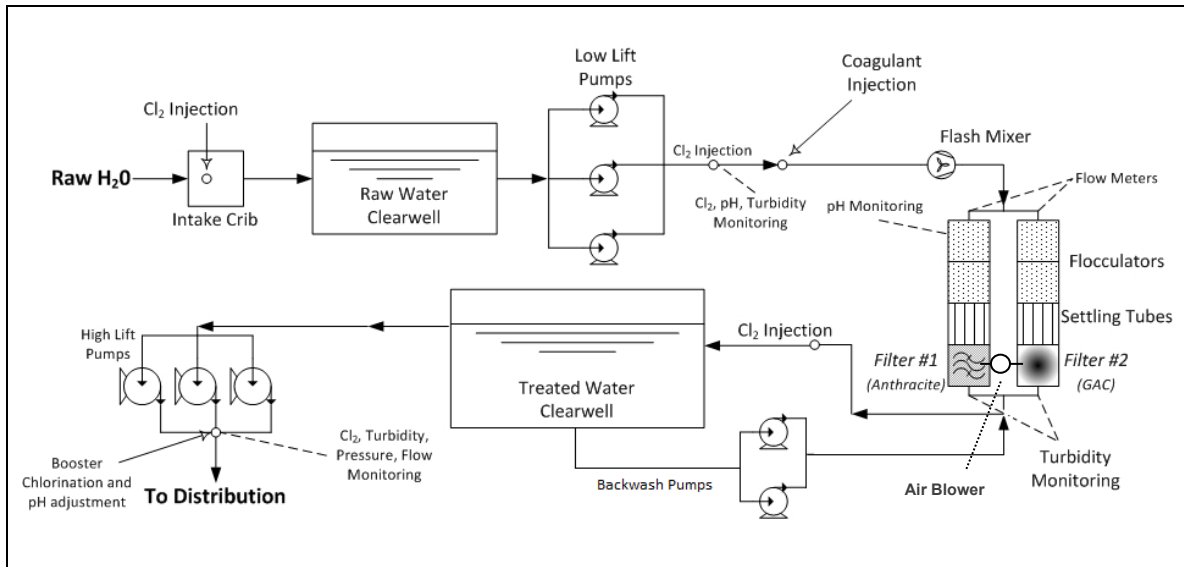 Low Lift
Pumps
Coagulant
Injection
Cl₂ Injection
Flash Mixer
Cl₂ Injection
Raw H₂0
Flow Meters
Raw Water
Clearwell
Cl₂, pH, Turbidity
Monitoring
pH Monitoring
Intake Crib
Flocculators
Settling Tubes
Cl₂ Injection
High Lift
Pumps
Filter #1
(Anthracite)
Filter #2
(GAC)
Treated Water
Clearwell
Cl₂, Turbidity,
Pressure, Flow
Monitoring
Booster
Chlorination and
pH adjustment
To Distribution
Backwash Pumps
Air Blower
Turbidity
Monitoring